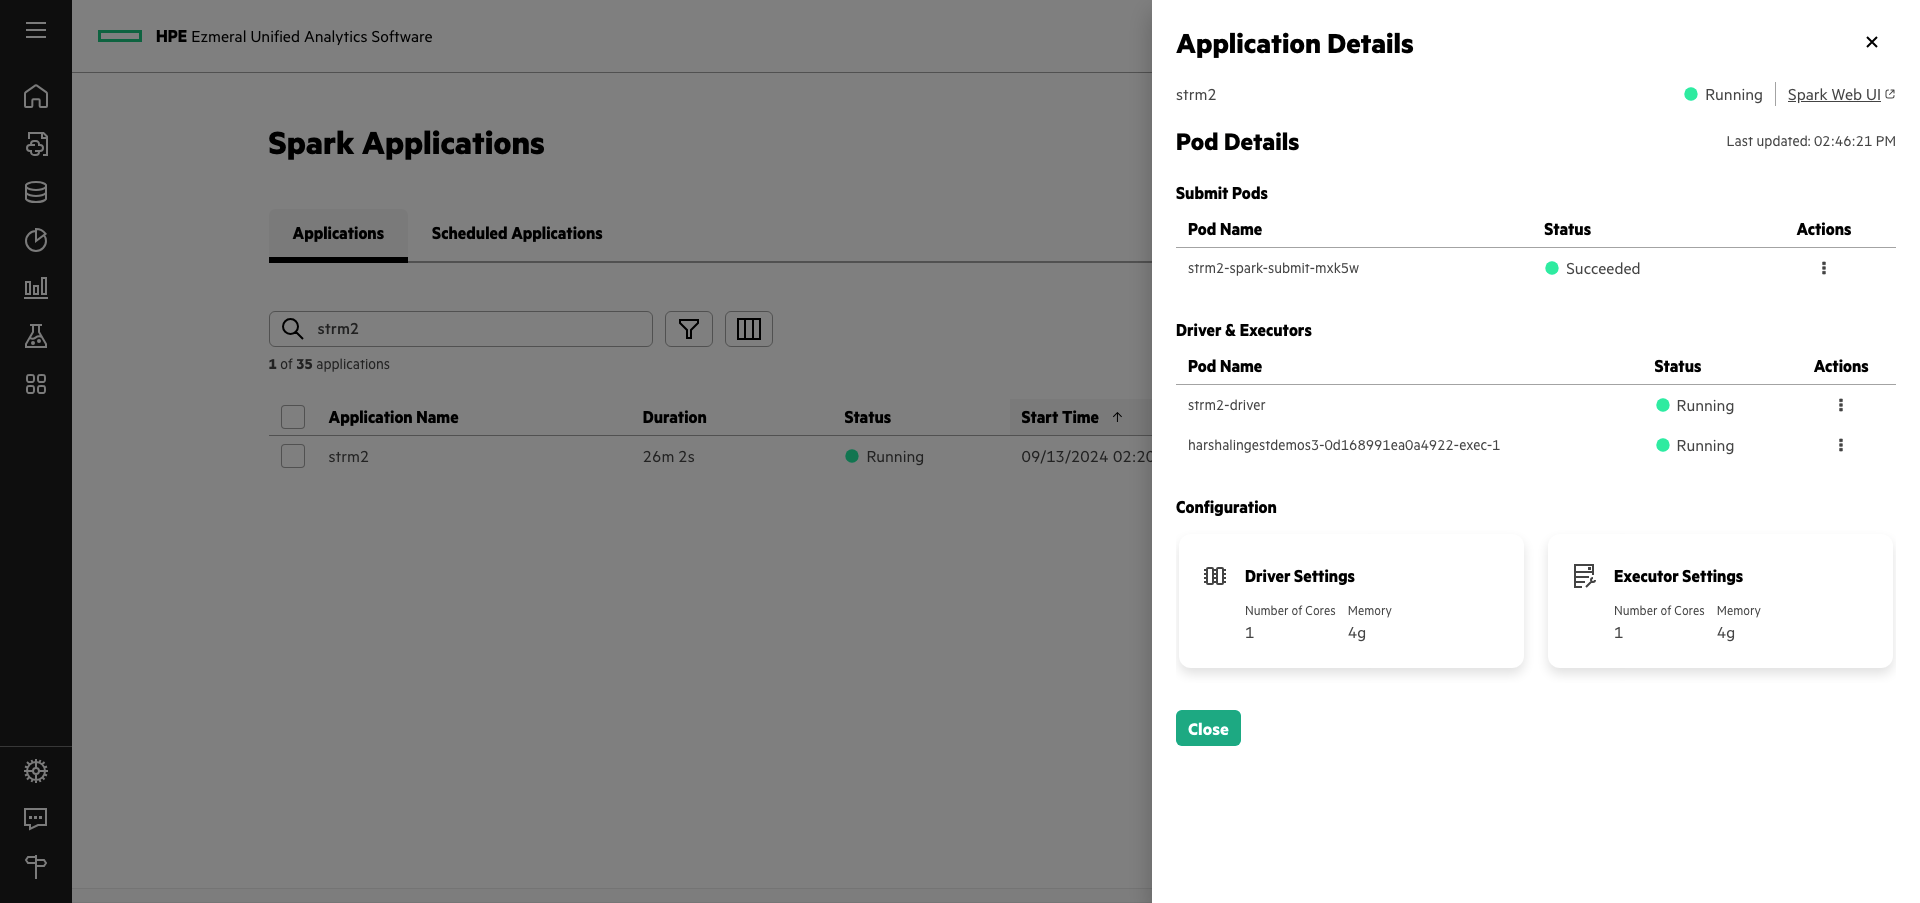 HPE Ezmeral Unified Analytics Software
Spark Applications
Applications
Scheduled Applications
strm2
1 of 35 applications
Application Name Duration Status Start Time
strm2 26m 2s Running 09/13/2024 02:20
Application Details
strm2 Running Spark Web UI
Pod Details Last updated: 02:46:21 PM
Submit Pods
Pod Name Status Actions
strm2-spark-submit-mxk5w Succeeded
Driver & Executors
Pod Name Status Actions
strm2-driver Running
harshalingestdemos3-0d168991ea0a4922-exec-1 Running
Configuration
Driver Settings
Number of Cores Memory
1 4g
Executor Settings
Number of Cores Memory
1 4g
Close